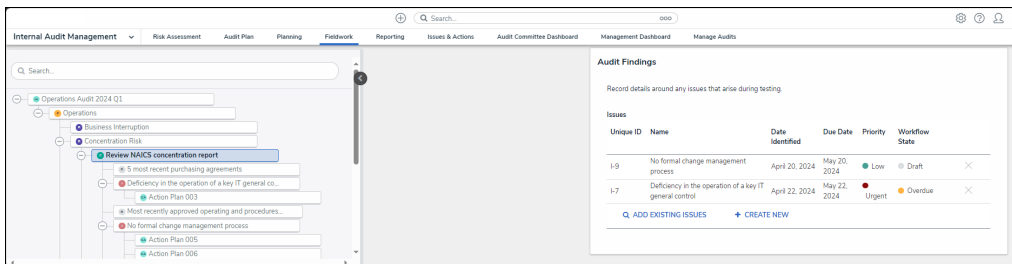 Search...
ooo
Internal Audit Management
Risk Assessment
Audit Plan
Planning
Fieldwork
Reporting
Issues & Actions
Audit Committee Dashboard
Management Dashboard
Manage Audits
Search...
Operations Audit 2024 Q1
Operations
Business Interruption
Concentration Risk
Review NAICS concentration report
5 most recent purchasing agreements
Deficiency in the operation of a key IT general co...
Action Plan 003
Most recently approved operating and procedures...
No formal change management process
Action Plan 005
Action Plan 006
Audit Findings
Record details around any issues that arise during testing.
Issues
Unique ID Name Date Identified Due Date Priority Workflow State
I-9 No formal change management process April 20, 2024 May 20, 2024 Low Draft
I-7 Deficiency in the operation of a key IT general control April 22, 2024 May 22, 2024 Urgent Overdue
ADD EXISTING ISSUES + CREATE NEW